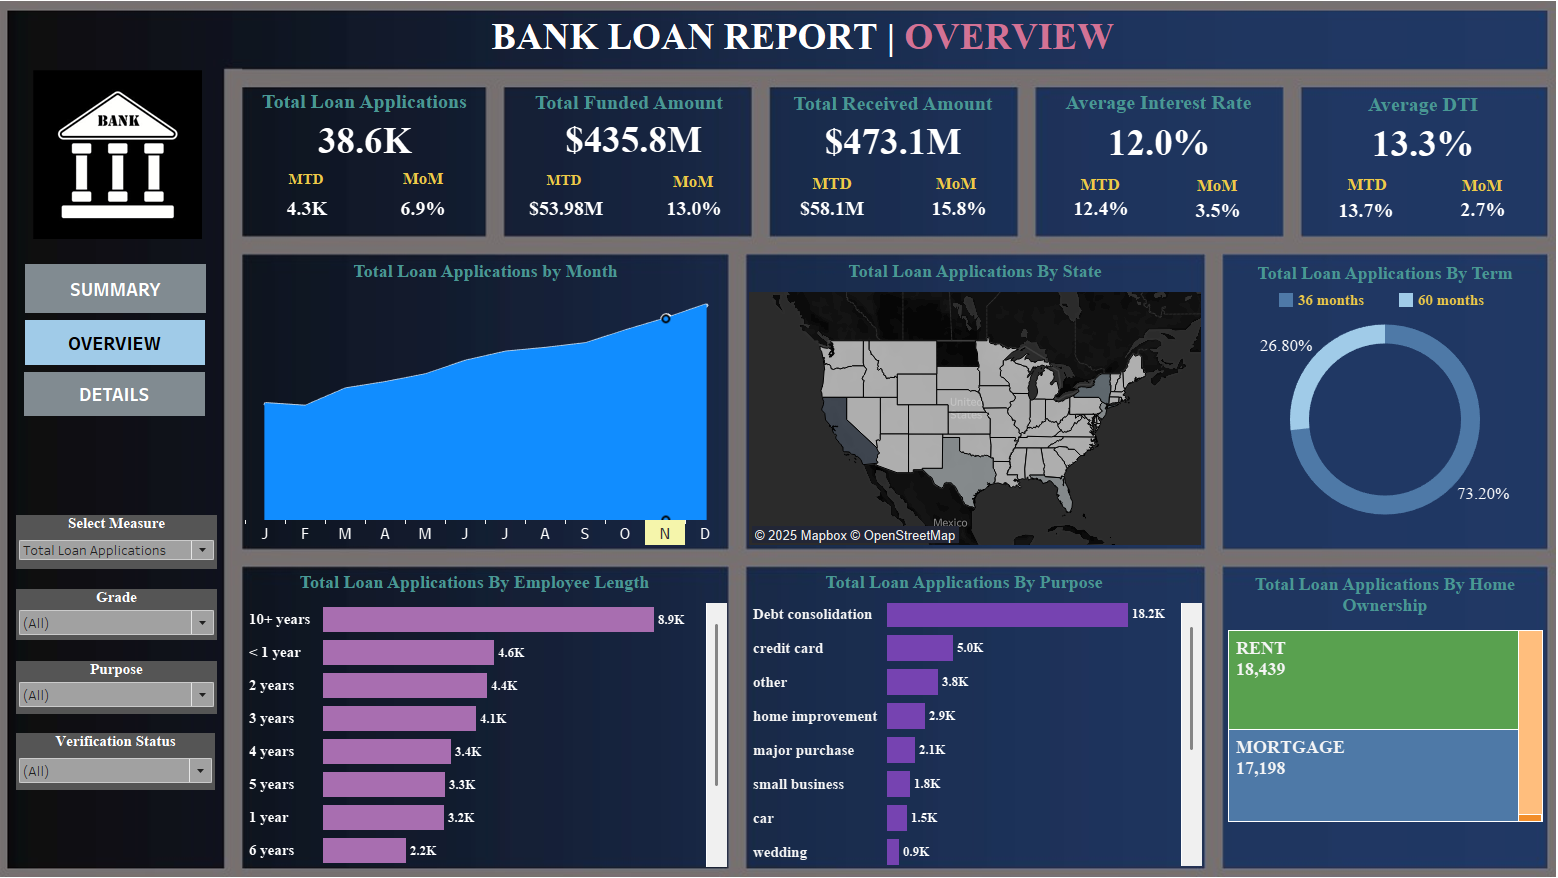 BANK LOAN REPORT | OVERVIEW
BANK
SUMMARY
OVERVIEW
DETAILS
Select Measure
Total Loan Applications
Grade
(All)
Purpose
(All)
Verification Status
(All)
Total Loan Applications
38.6K
MTD MoM
4.3K 6.9%
Total Funded Amount
$435.8M
MTD MoM
$53.98M 13.0%
Total Received Amount
$473.1M
MTD MoM
$58.1M 15.8%
Average Interest Rate
12.0%
MTD MoM
12.4% 3.5%
Average DTI
13.3%
MTD MoM
13.7% 2.7%
Total Loan Applications by Month
J F M A M J J A S O N D
Total Loan Applications By State
United
States
Mexico
© 2025 Mapbox © OpenStreetMap
Total Loan Applications By Term
36 months 60 months
26.80%
73.20%
Total Loan Applications By Employee Length
10+ years 8.9K
< 1 year 4.6K
2 years 4.4K
3 years 4.1K
4 years 3.4K
5 years 3.3K
1 year 3.2K
6 years 2.2K
Total Loan Applications By Purpose
Debt consolidation 18.2K
credit card 5.0K
other 3.8K
home improvement 2.9K
major purchase 2.1K
small business 1.8K
car 1.5K
wedding 0.9K
Total Loan Applications By Home
Ownership
RENT
18,439
MORTGAGE
17,198